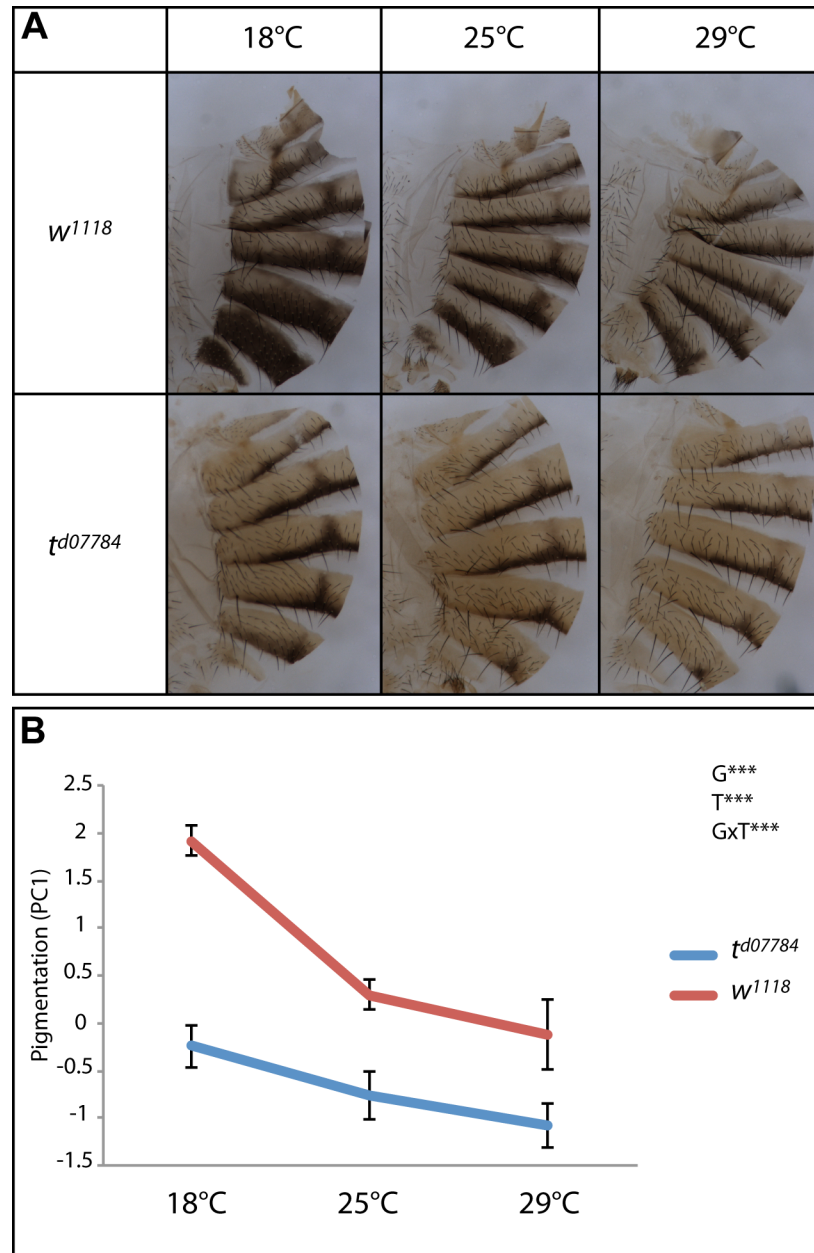 A
18°C 25°C 29°C
w1118
td07784
B
G***
T***
GxT***
2.5
2
1.5
1
0.5
0
-0.5
-1
-1.5
Pigmentation (PC1)
td07784
w1118
18°C 25°C 29°C